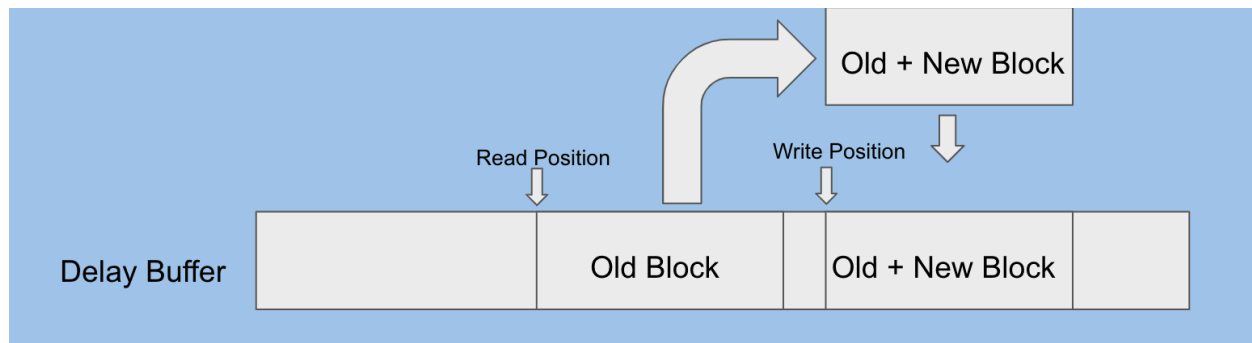 Old + New Block
Read Position
Write Position
Delay Buffer
Old Block
Old + New Block